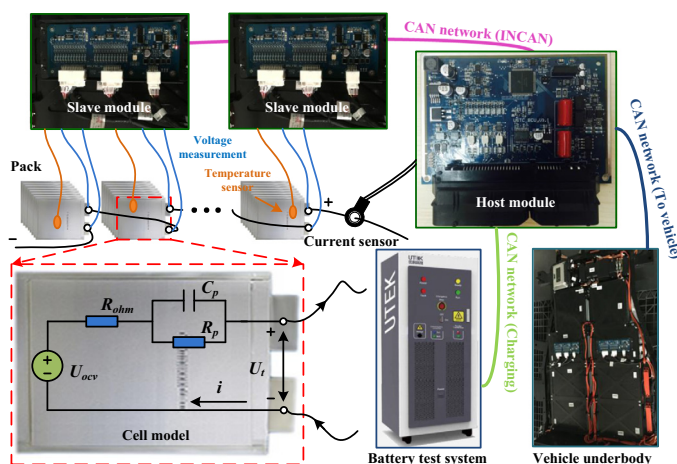 CAN network (INCAN)
Slave module
Slave module
Voltage
measurement
Temperature
sensor
Pack
+
−
Current sensor
Host module
CAN network (To vehicle)
CAN network (Charging)
C_p
R_ohm
R_p
+
+
−
U_ocv
U_t
i
−
Cell model
UTEK
UTEK
Battery test system
Vehicle underbody